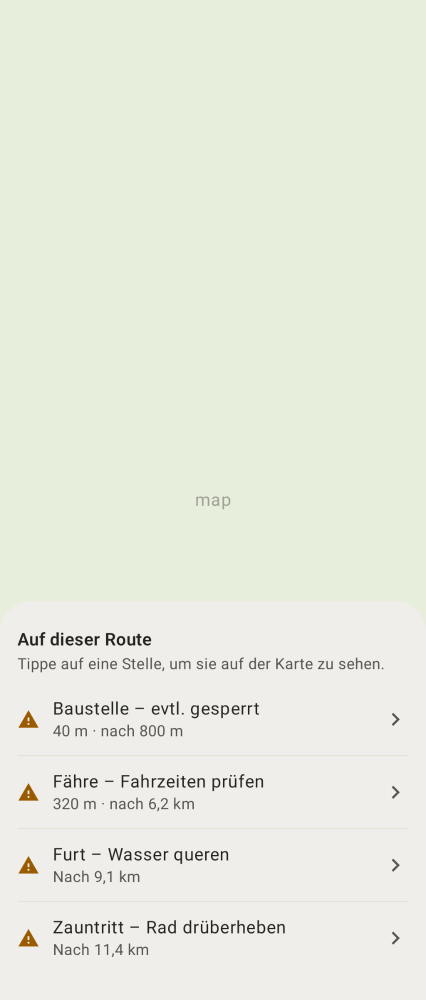 map
Auf dieser Route
Tippe auf eine Stelle, um sie auf der Karte zu sehen.
Baustelle – evtl. gesperrt
40 m · nach 800 m
Fähre – Fahrzeiten prüfen
320 m · nach 6,2 km
Furt – Wasser queren
Nach 9,1 km
Zauntritt – Rad drüberheben
Nach 11,4 km